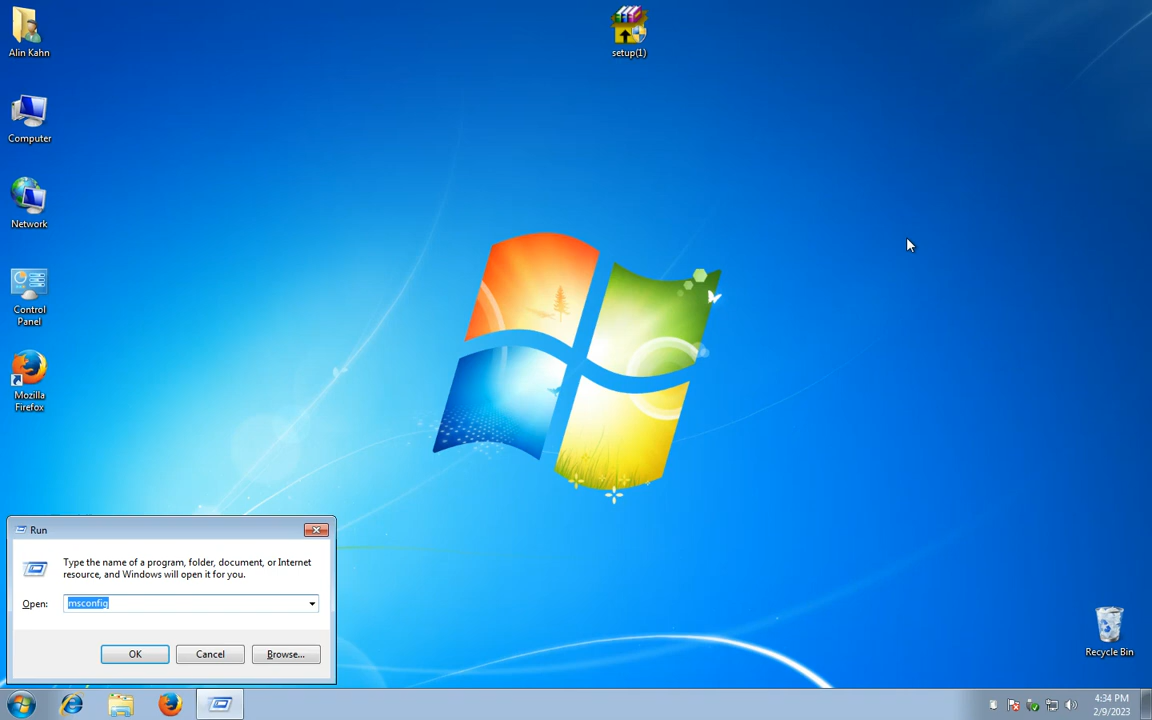 Alin Kahn
setup(1)
Computer
Network
Control
Panel
Mozilla
Firefox
Run
Type the name of a program, folder, document, or Internet
resource, and Windows will open it for you.
Open: msconfig
OK Cancel Browse...
Recycle Bin
4:34 PM
2/9/2023